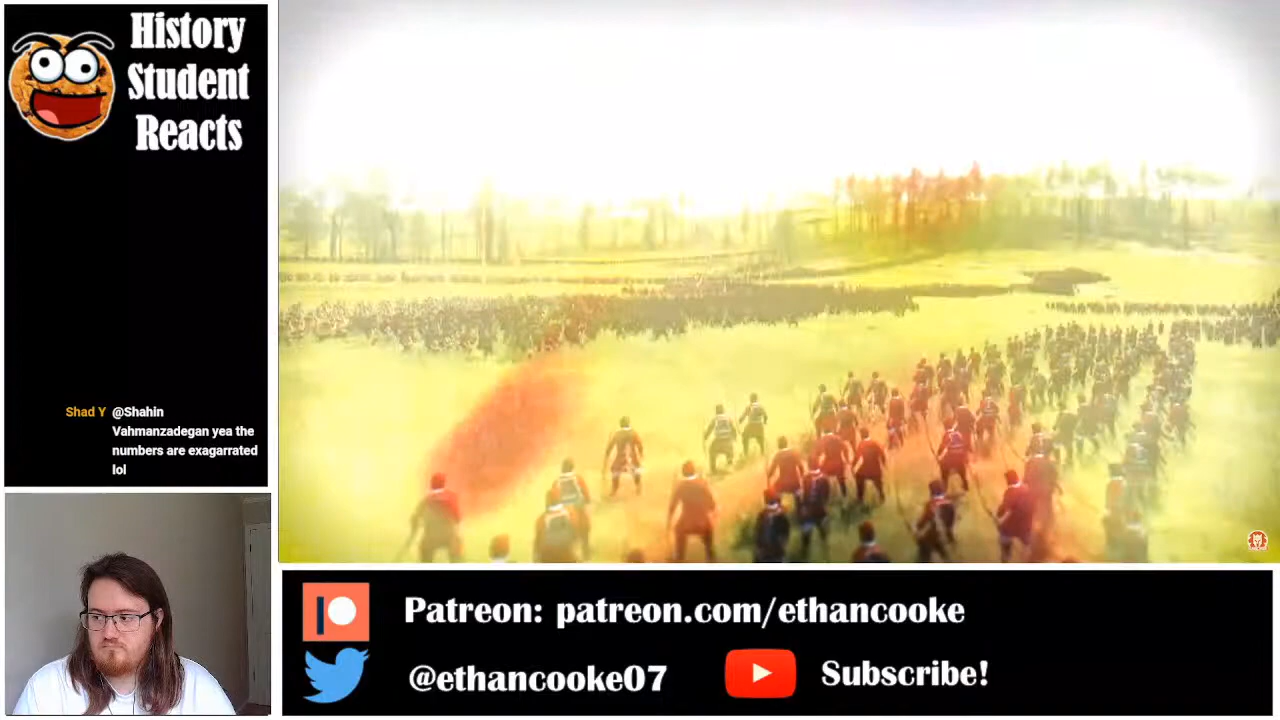 History
Student
Reacts
Shad Y @Shahin
Vahmanzadegan yea the
numbers are exagarrated
lol
Patreon: patreon.com/ethancooke
@ethancooke07
Subscribe!